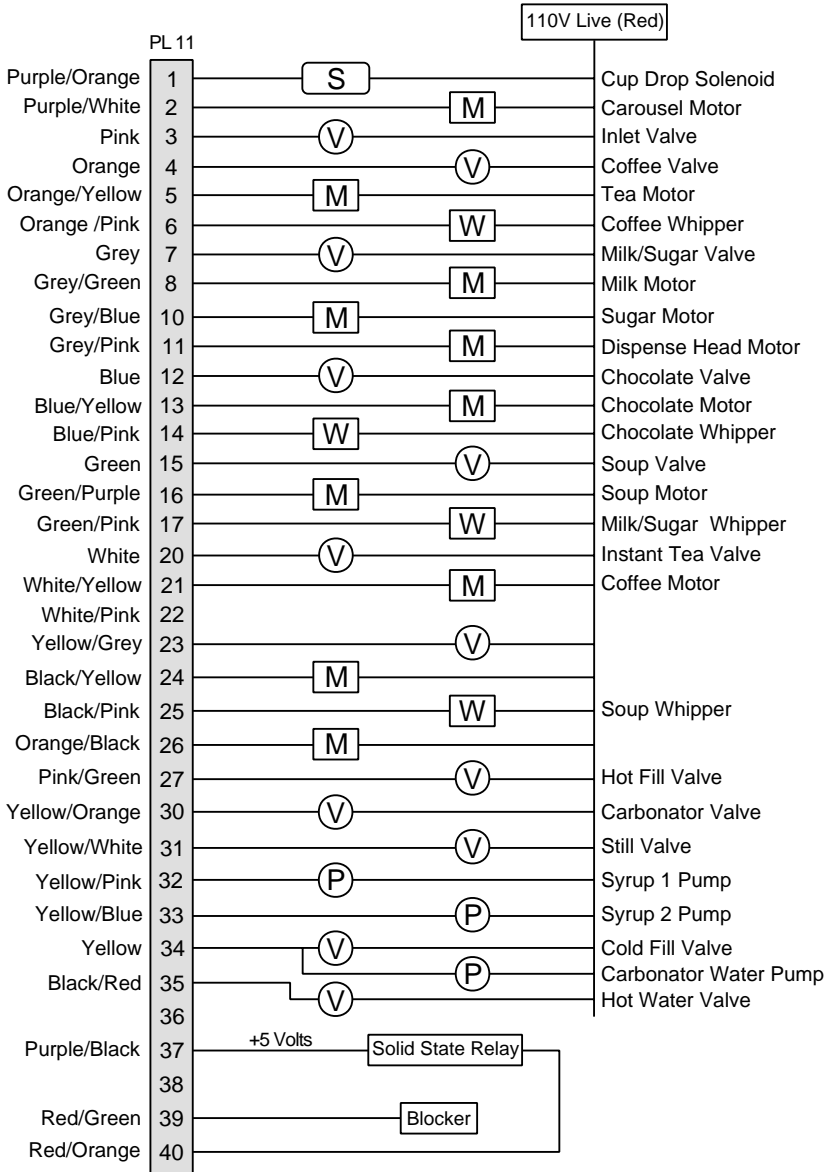 110V Live (Red)
PL 11
Purple/Orange 1 S Cup Drop Solenoid
Purple/White 2 M Carousel Motor
Pink 3 V Inlet Valve
Orange 4 V Coffee Valve
Orange/Yellow 5 M Tea Motor
Orange /Pink 6 W Coffee Whipper
Grey 7 V Milk/Sugar Valve
Grey/Green 8 M Milk Motor
Grey/Blue 10 M Sugar Motor
Grey/Pink 11 M Dispense Head Motor
Blue 12 V Chocolate Valve
Blue/Yellow 13 M Chocolate Motor
Blue/Pink 14 W Chocolate Whipper
Green 15 V Soup Valve
Green/Purple 16 M Soup Motor
Green/Pink 17 W Milk/Sugar Whipper
White 20 V Instant Tea Valve
White/Yellow 21 M Coffee Motor
White/Pink 22
Yellow/Grey 23 V
Black/Yellow 24 M
Black/Pink 25 W Soup Whipper
Orange/Black 26 M
Pink/Green 27 V Hot Fill Valve
Yellow/Orange 30 V Carbonator Valve
Yellow/White 31 V Still Valve
Yellow/Pink 32 P Syrup 1 Pump
Yellow/Blue 33 P Syrup 2 Pump
Yellow 34 V Cold Fill Valve
P Carbonator Water Pump
Black/Red 35 V Hot Water Valve
36
Purple/Black 37 +5 Volts Solid State Relay
38
Red/Green 39 Blocker
Red/Orange 40